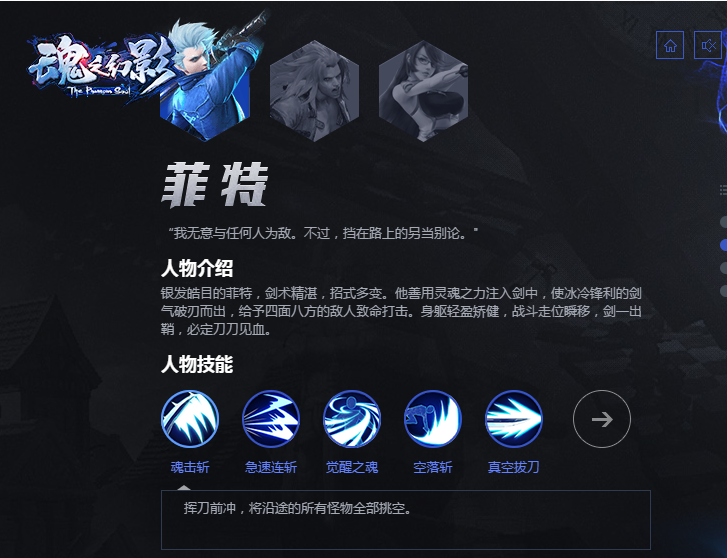 魂之幻影
The Phantom Soul
菲特
“我无意与任何人为敌。不过，挡在路上的另当别论。"
人物介绍
银发皓目的菲特，剑术精湛，招式多变。他善用灵魂之力注入剑中，使冰冷锋利的剑
气破刃而出，给予四面八方的敌人致命打击。身躯轻盈矫健，战斗走位瞬移，剑一出
鞘，必定刀刀见血。
人物技能
魂击斩 急速连斩 觉醒之魂 空落斩 真空拔刀
挥刀前冲，将沿途的所有怪物全部挑空。